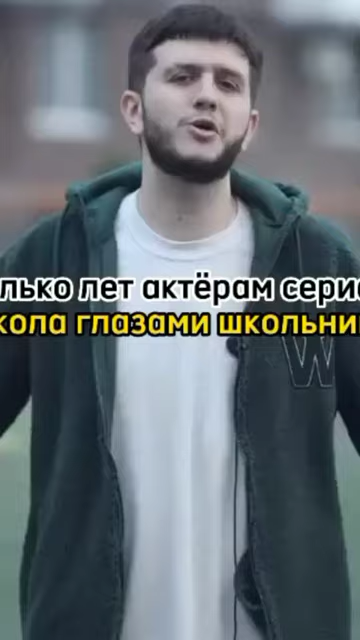 лько лет актёрам сери
кола глазами школьни
W